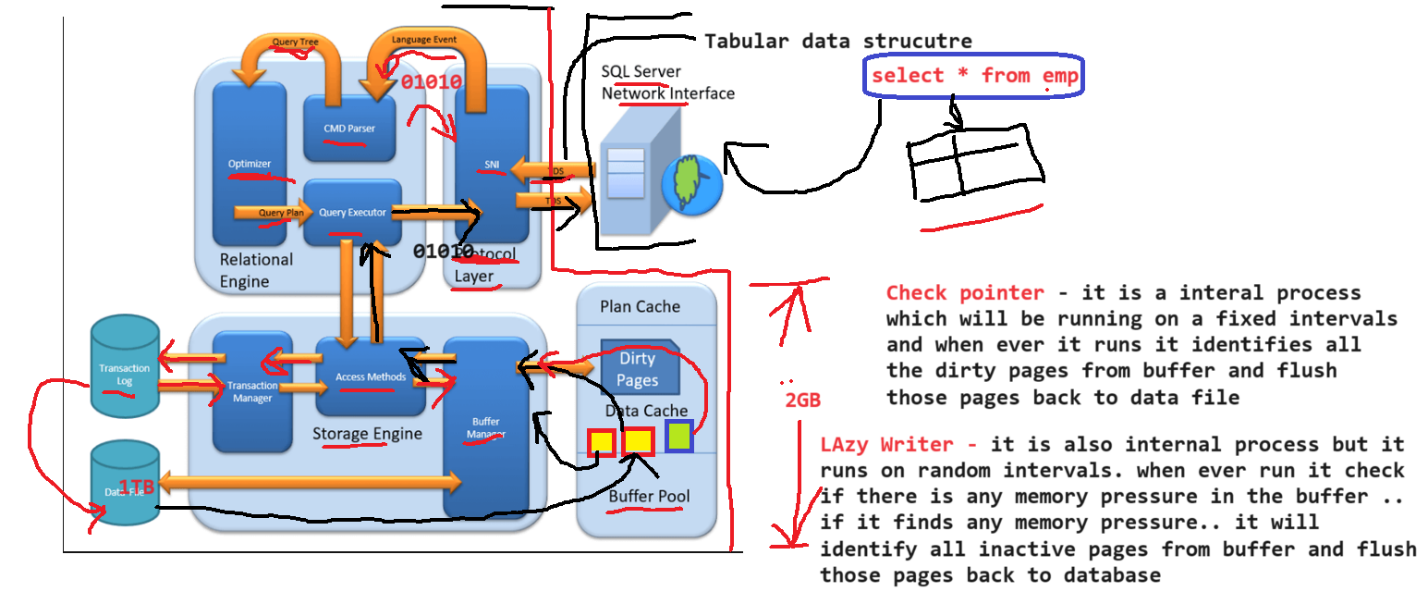 Query Tree
Language Event
Tabular data strucutre
SQL Server
Network Interface
select * from emp
01010
CMD Parser
Optimizer
SNI
TDS
TDS
Query Plan
Query Executor
01010
Protocol
Layer
Relational
Engine
Check pointer - it is a interal process
which will be running on a fixed intervals
and when ever it runs it identifies all
the dirty pages from buffer and flush
those pages back to data file
Plan Cache
Dirty
Pages
Data Cache
Buffer Pool
2GB
Transaction
Log
Transaction
Manager
Access Methods
Storage Engine
Buffer
Manager
Data File
1TB
LAzy Writer - it is also internal process but it
runs on random intervals. when ever run it check
if there is any memory pressure in the buffer ..
if it finds any memory pressure.. it will
identify all inactive pages from buffer and flush
those pages back to database